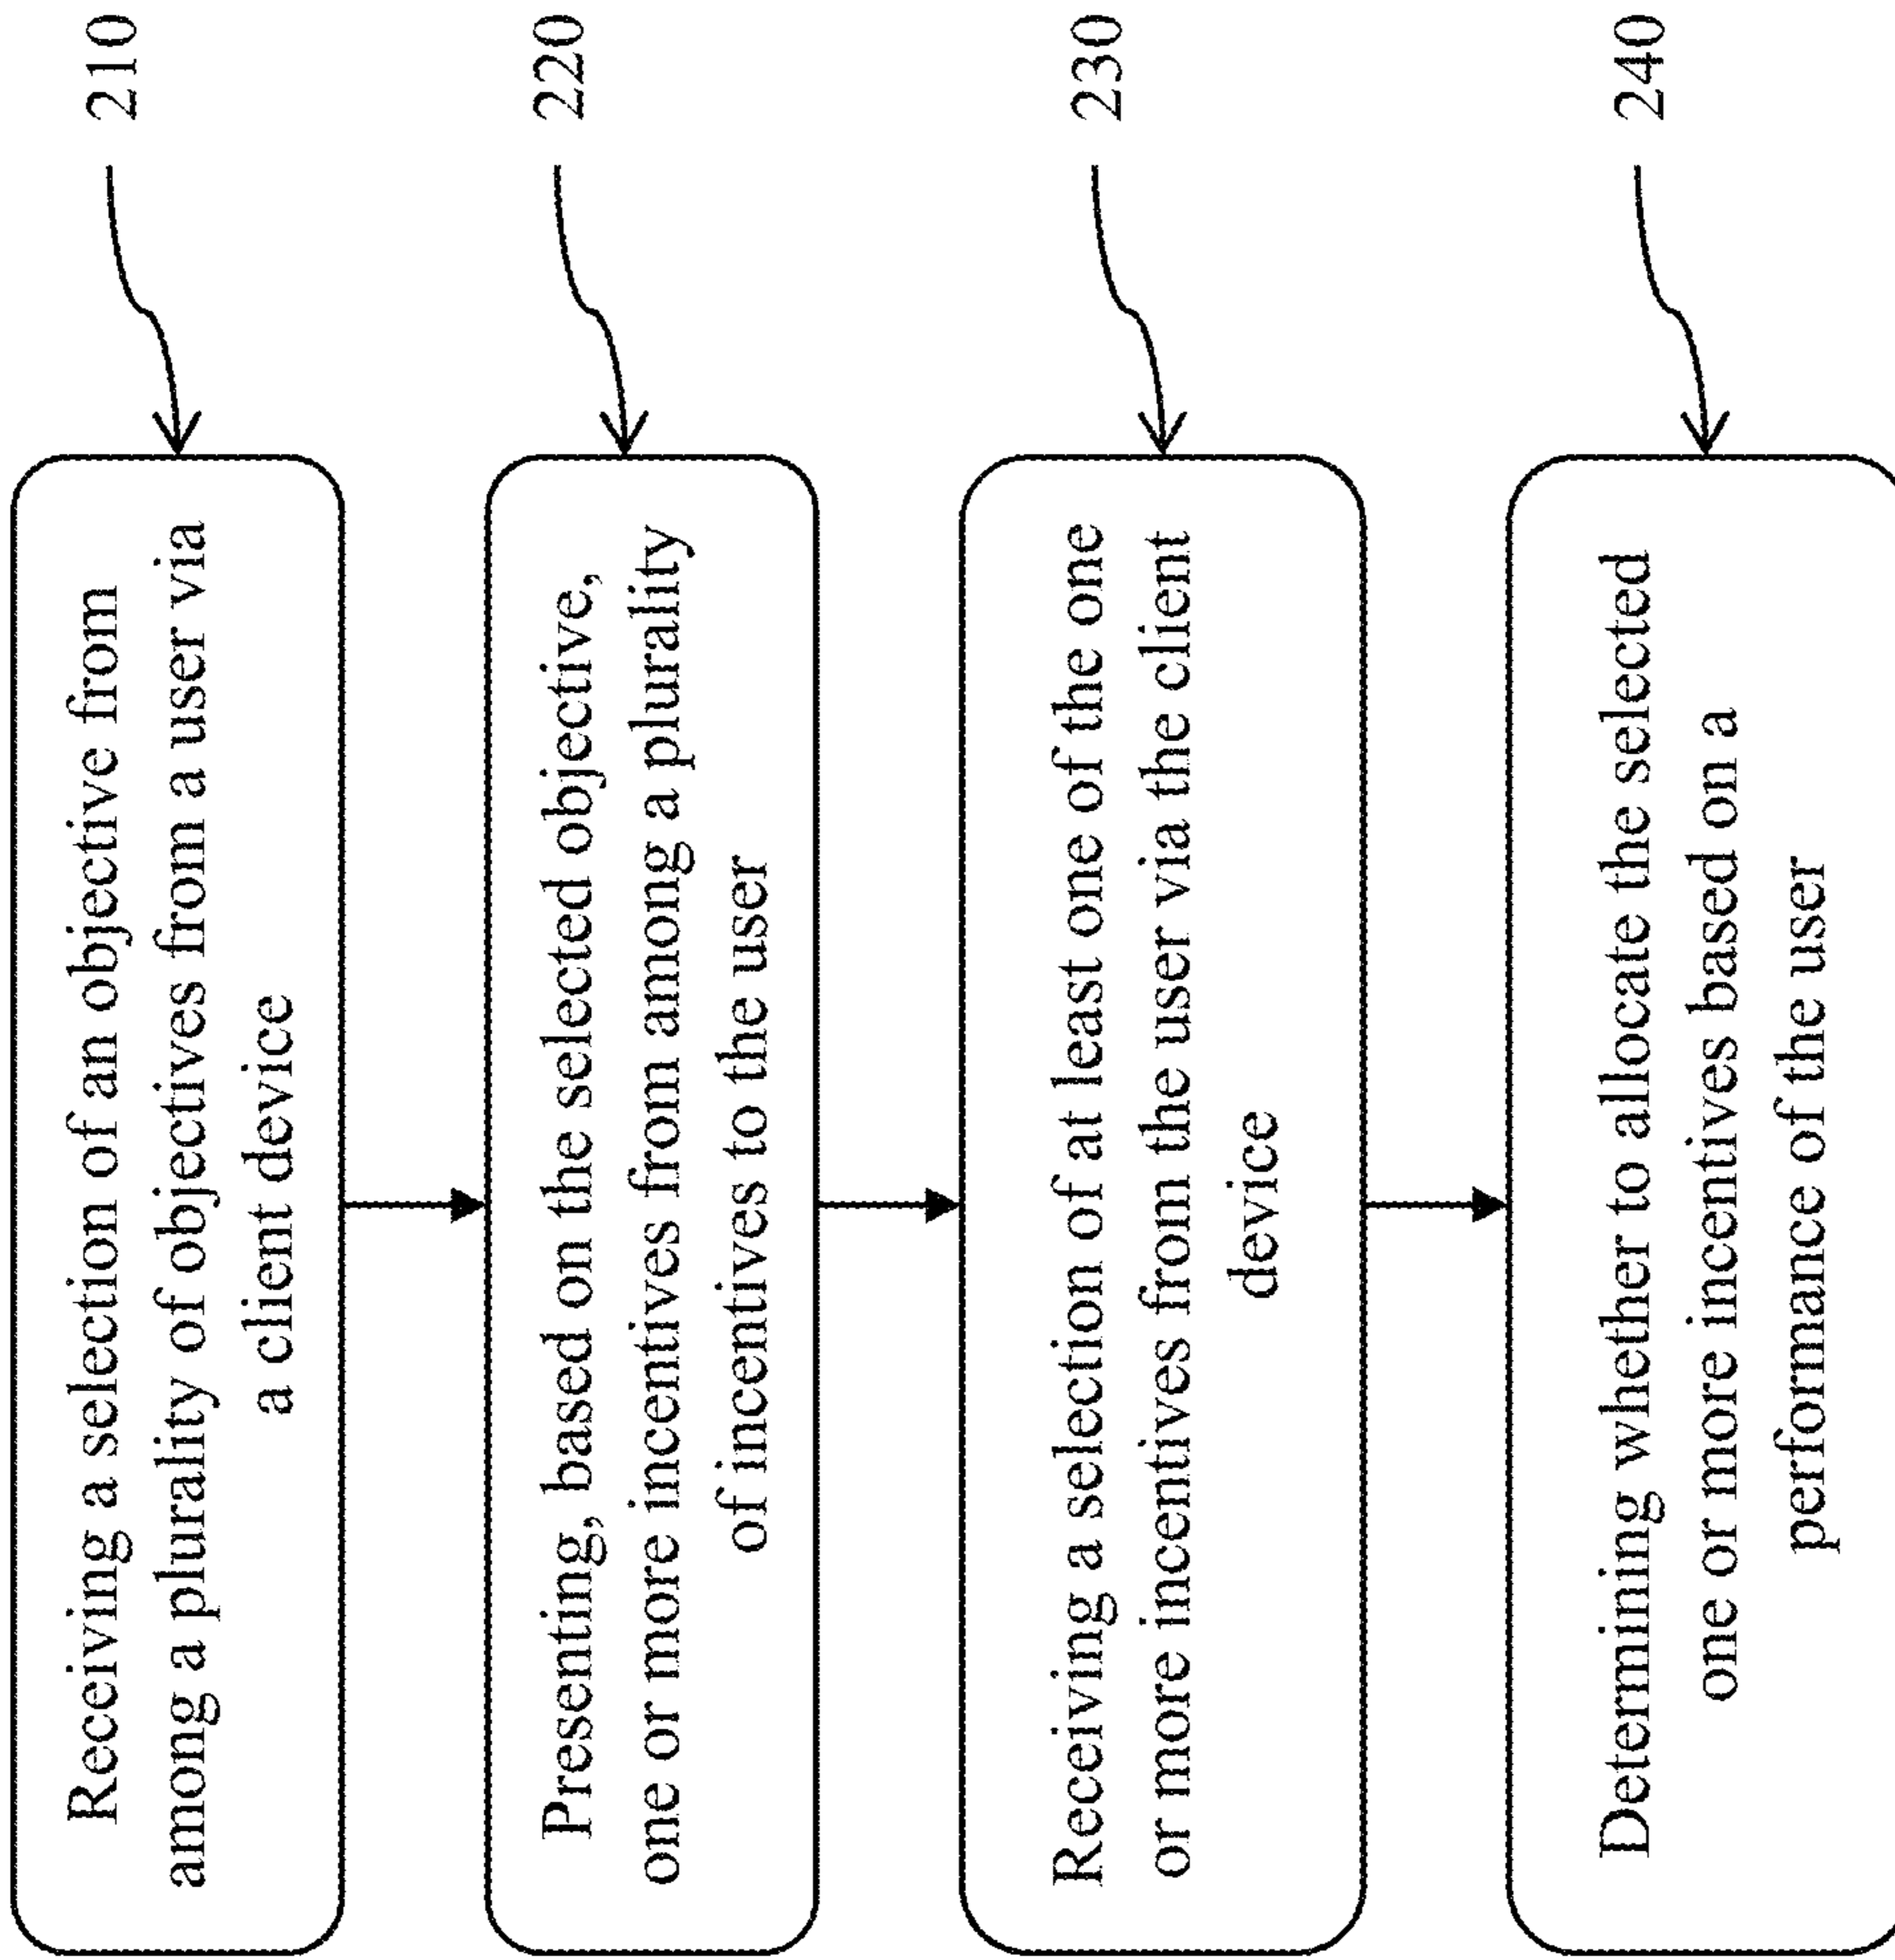 Receiving a selection of an objective from
among a plurality of objectives from a user via
a client device
210
Presenting, based on the selected objective,
one or more incentives from among a plurality
of incentives to the user
220
Receiving a selection of at least one of the one
or more incentives from the user via the client
device
230
Determining whether to allocate the selected
one or more incentives based on a
performance of the user
240